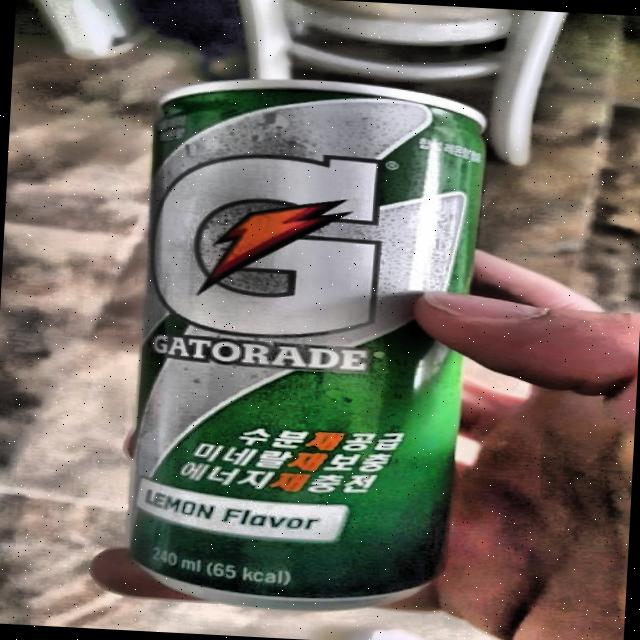 G
GATORADE
수분재공급
미네랄재보충
에너지재충전
LEMON Flavor
240 ml (65 kcal)